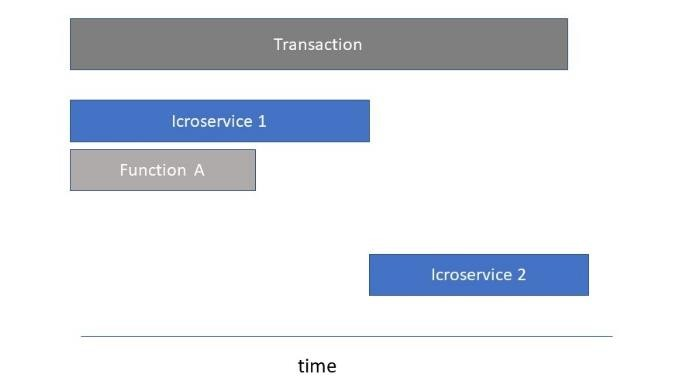 Transaction
Icroservice 1
Function A
Icroservice 2
time